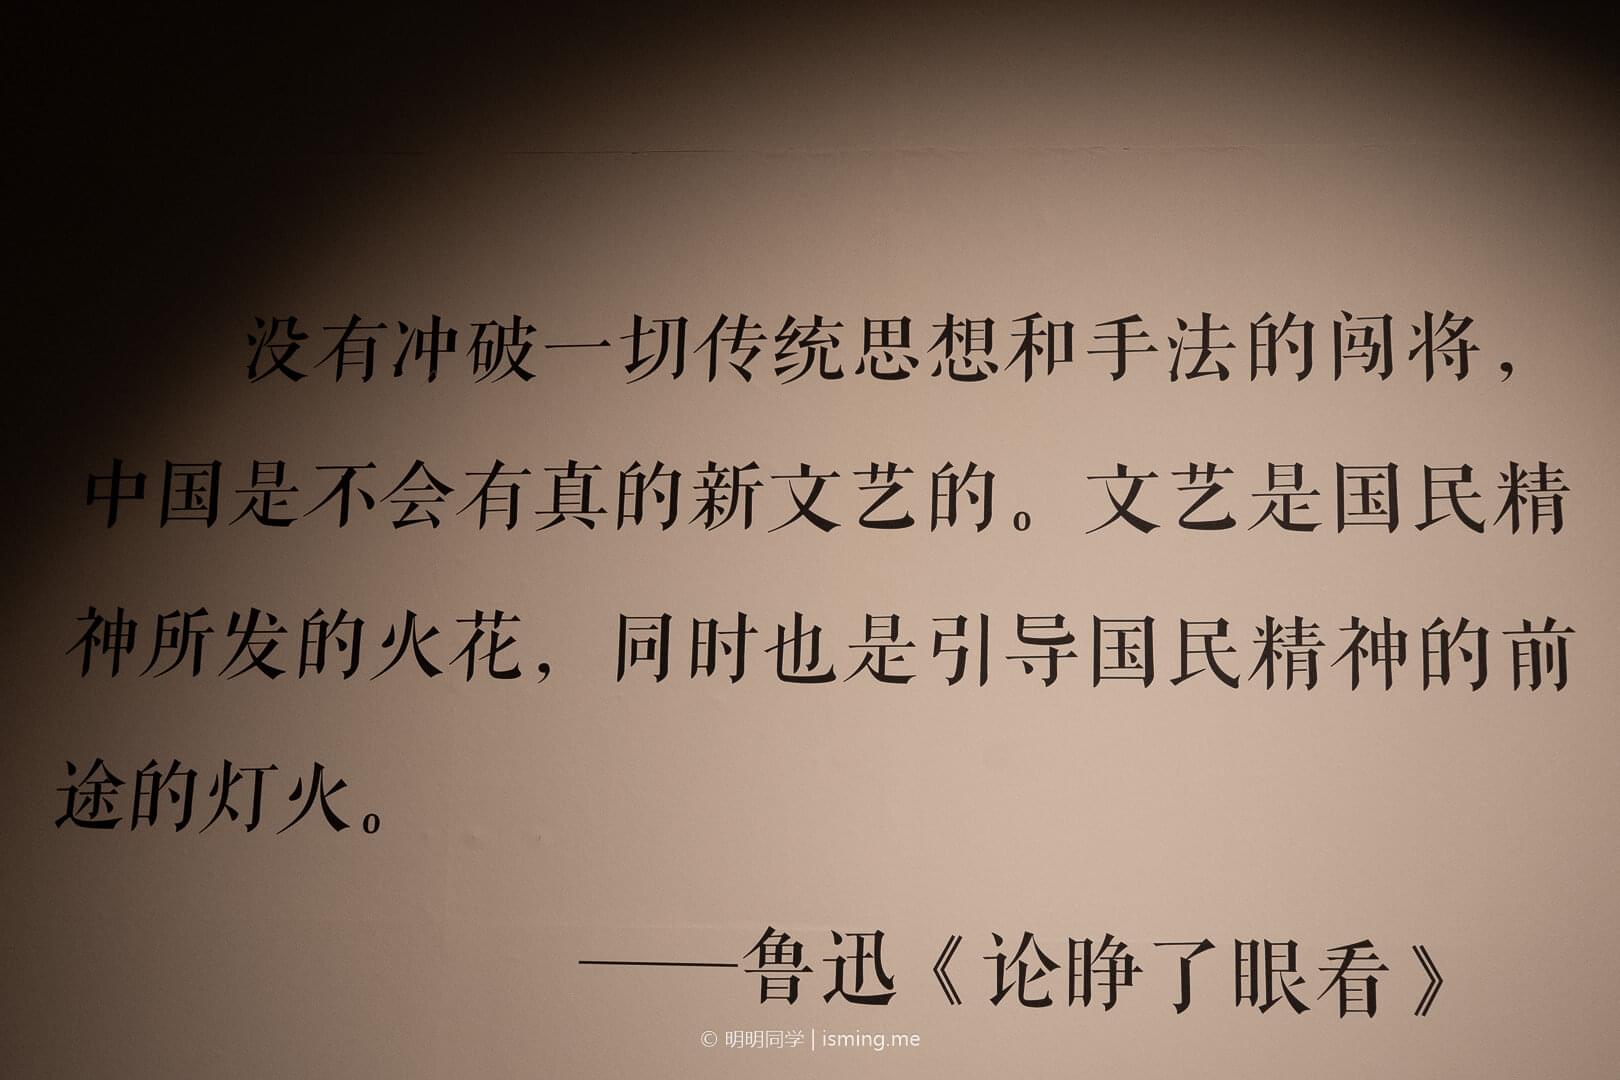 没有冲破一切传统思想和手法的闯将，
中国是不会有真的新文艺的。文艺是国民精
神所发的火花，同时也是引导国民精神的前
途的灯火。
——鲁迅《论睁了眼看》
© 明明同学 | isming.me